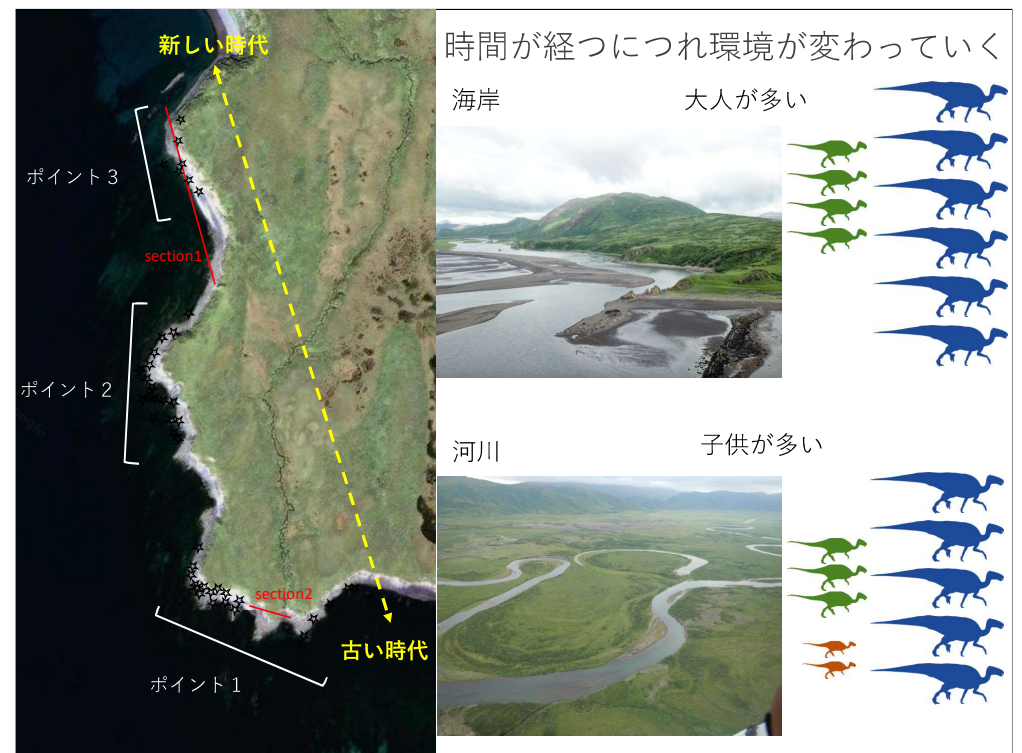 新しい時代
ポイント３
section1
ポイント２
section2
古い時代
ポイント１
時間が経つにつれ環境が変わっていく
海岸
大人が多い
河川
子供が多い